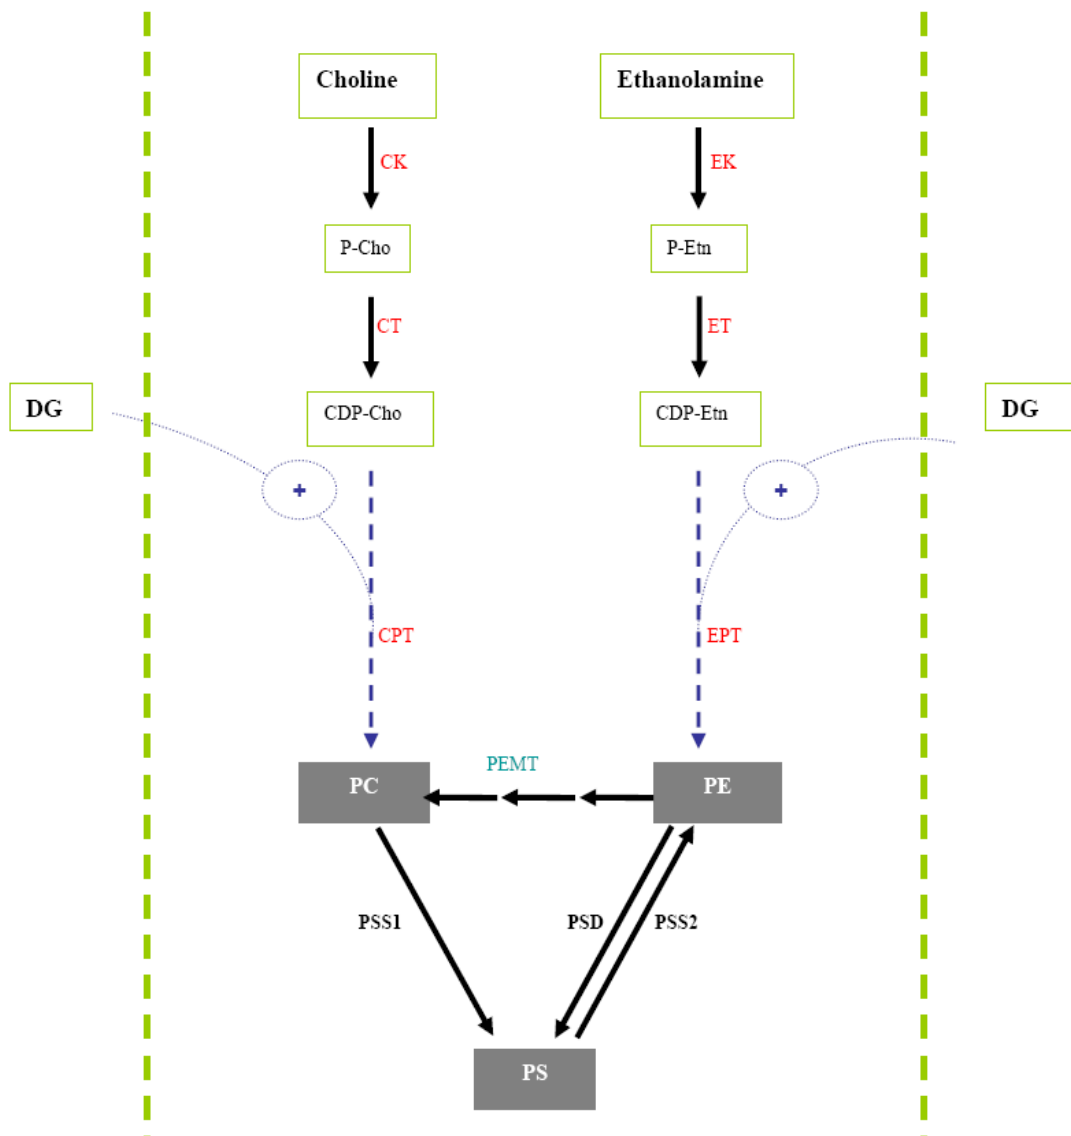 Choline
Ethanolamine
CK
EK
P-Cho
P-Etn
CT
ET
DG
CDP-Cho
CDP-Etn
DG
+
+
CPT
EPT
PEMT
PC
PE
PSS1
PSD
PSS2
PS